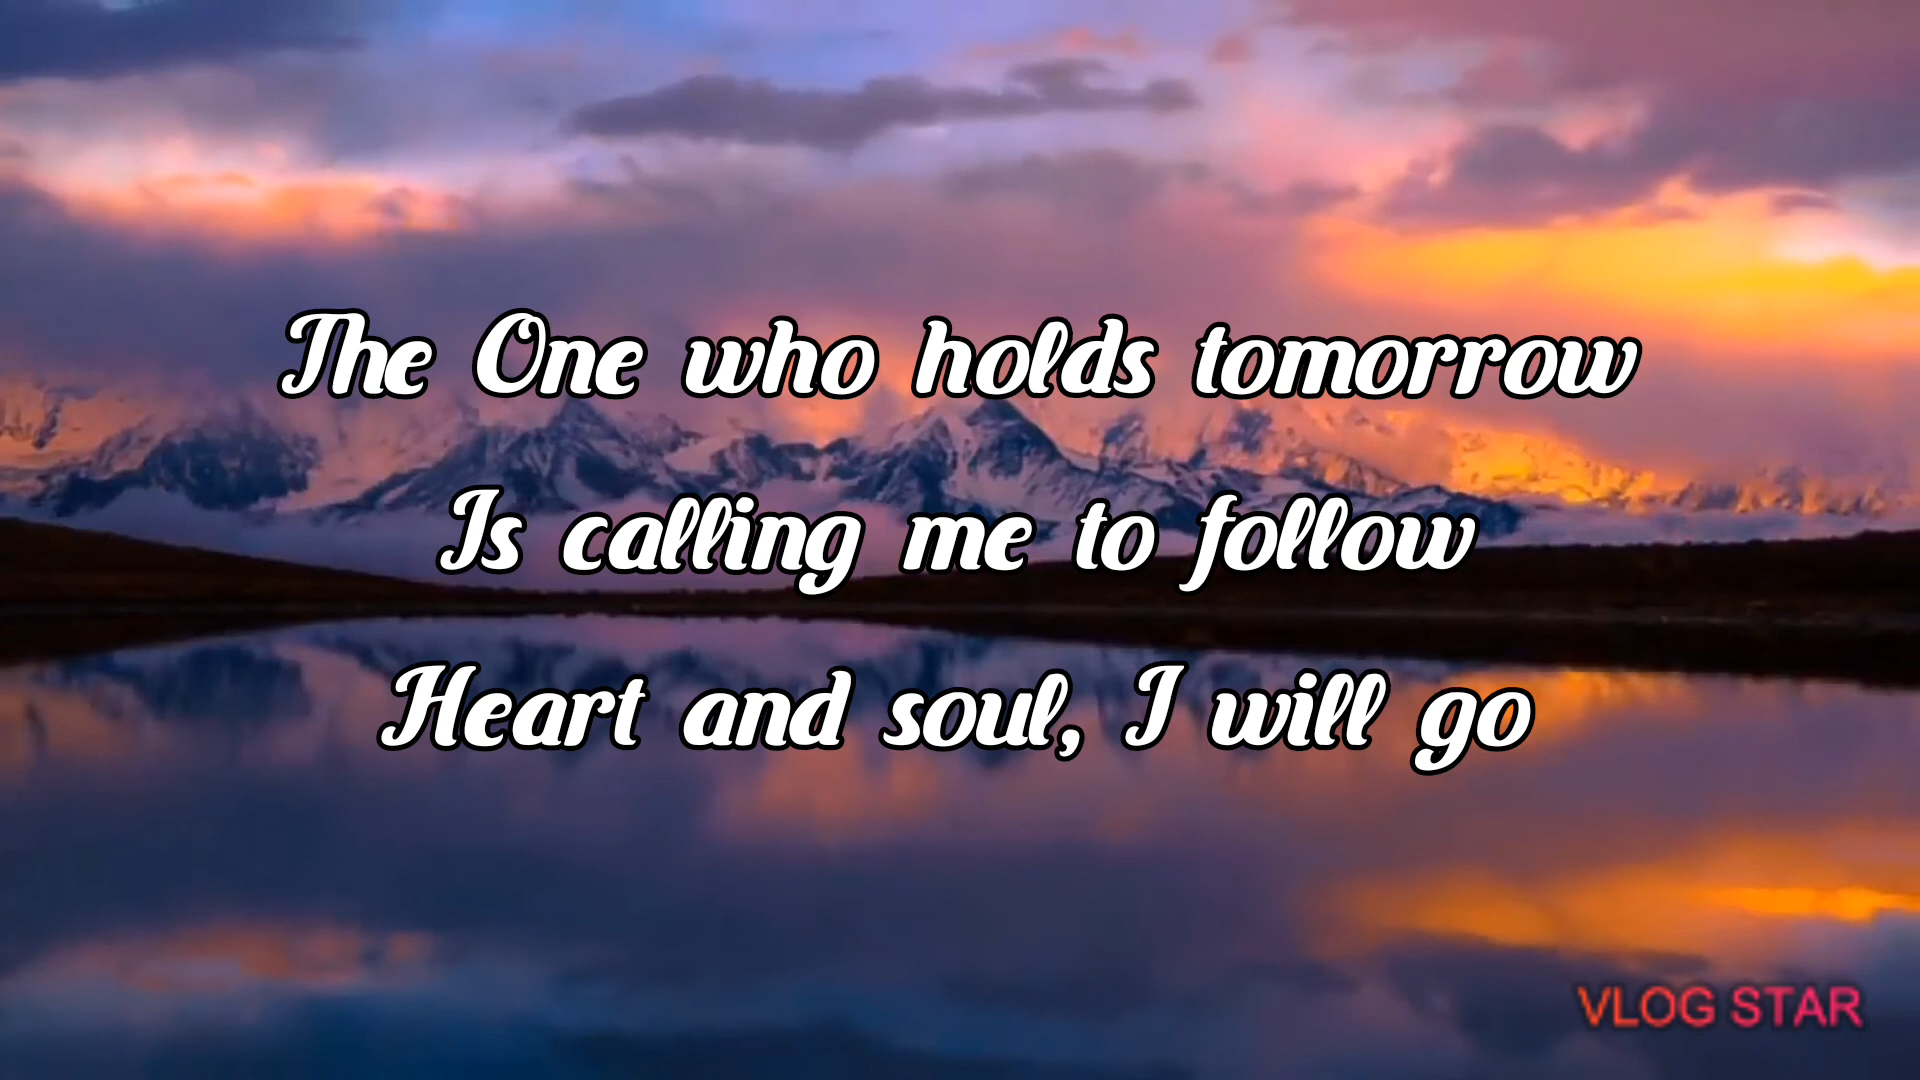 The One who holds tomorrow
Is calling me to follow
Heart and soul, I will go
VLOG STAR